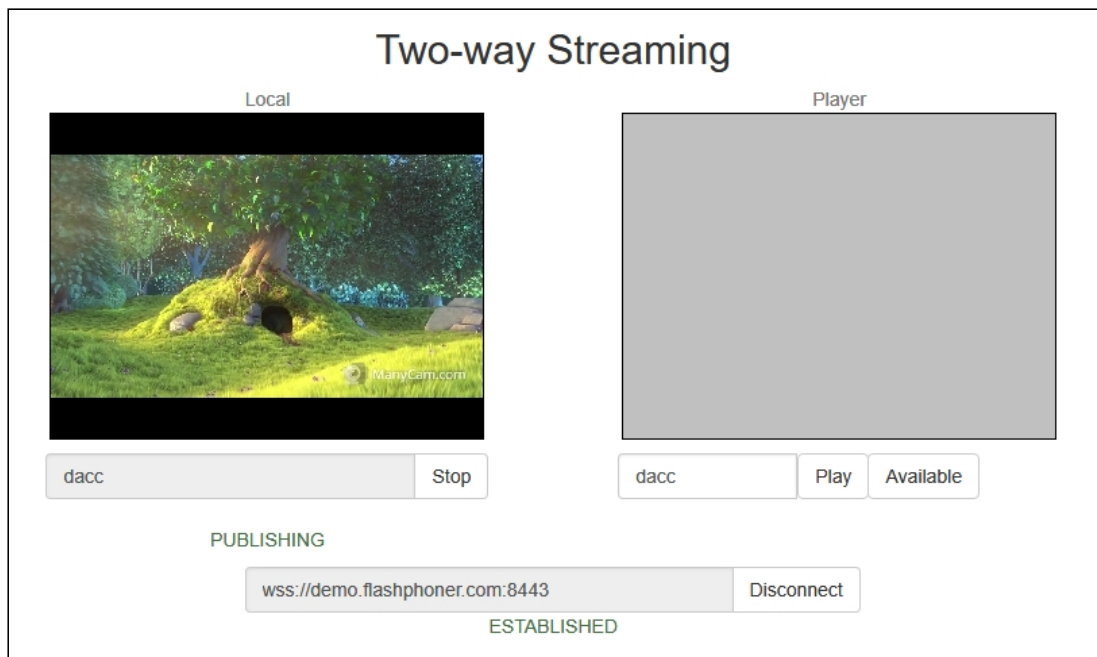 Two-way Streaming
Local
Player
ManyCam.com
dacc
Stop
dacc
Play
Available
PUBLISHING
wss://demo.flashphoner.com:8443
Disconnect
ESTABLISHED